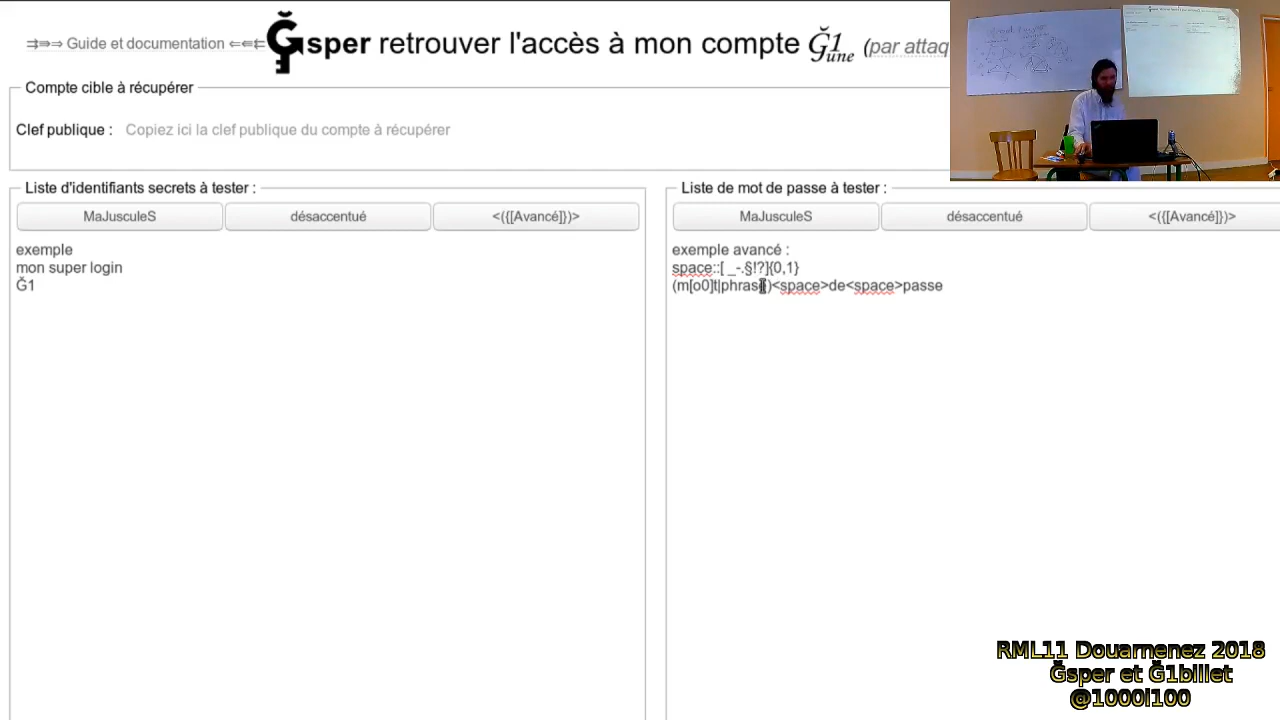 ⇉⇛⇒ Guide et documentation ⇐⇚⇇
Ğsper retrouver l'accès à mon compte Ğ1une (par attaq
Compte cible à récupérer
Clef publique : Copiez ici la clef publique du compte à récupérer
Liste d'identifiants secrets à tester :
MaJusculeS désaccentué <({[Avancé]})>
exemple
mon super login
Ğ1
Liste de mot de passe à tester :
MaJusculeS désaccentué <({[Avancé]})>
exemple avancé :
space::[ _-.§!?]{0,1}
(m[o0]t|phrase)<space>de<space>passe
RML11 Douarnenez 2018
Ğsper et Ğ1billet
@1000i100